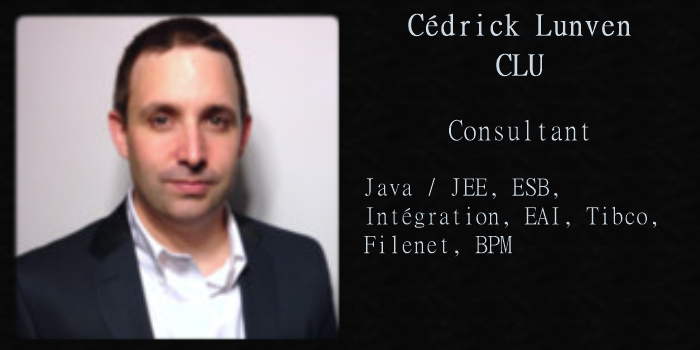 Cédrick Lunven
CLU
Consultant
Java / JEE, ESB,
Intégration, EAI, Tibco,
Filenet, BPM